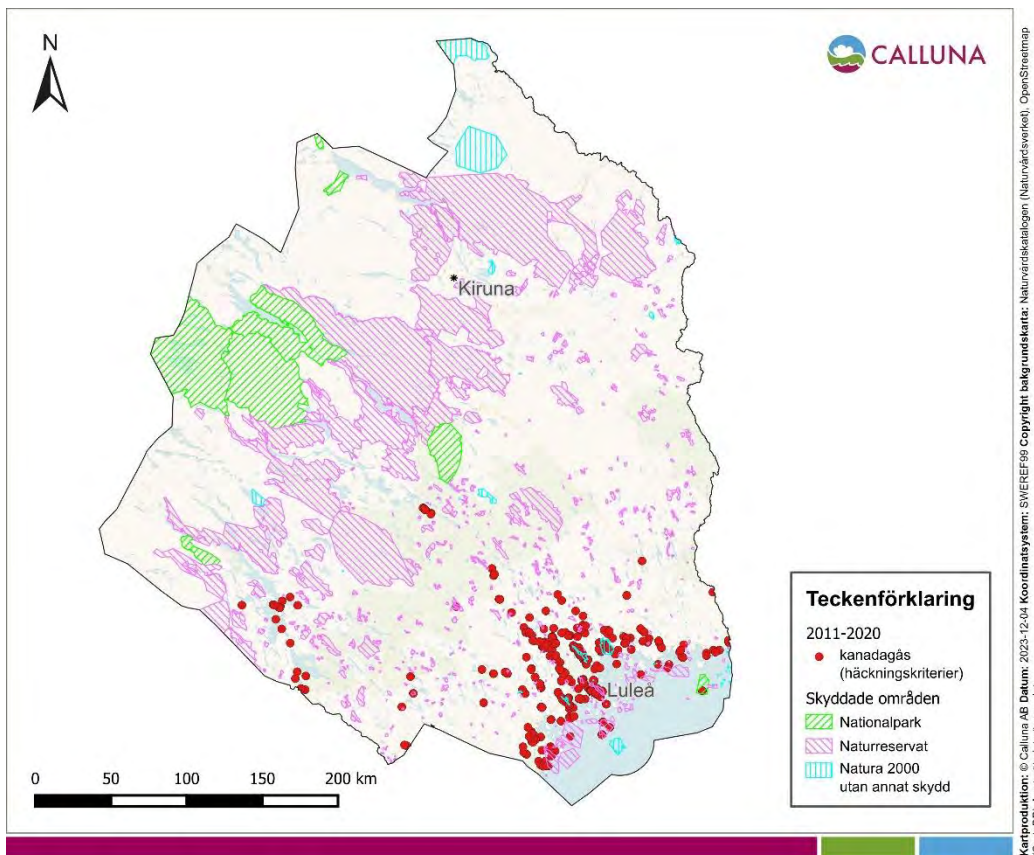 N
CALLUNA
Kiruna
Luleå
0 50 100 150 200 km
Teckenförklaring
2011-2020
kanadagås
(häckningskriterier)
Skyddade områden
Nationalpark
Naturreservat
Natura 2000
utan annat skydd
Kartproduktion: © Calluna AB Datum: 2023-12-04 Koordinatsystem: SWEREF99 Copyright bakgrundskarta: Naturvårdskatalogen (Naturvårdsverket), OpenStreetmap